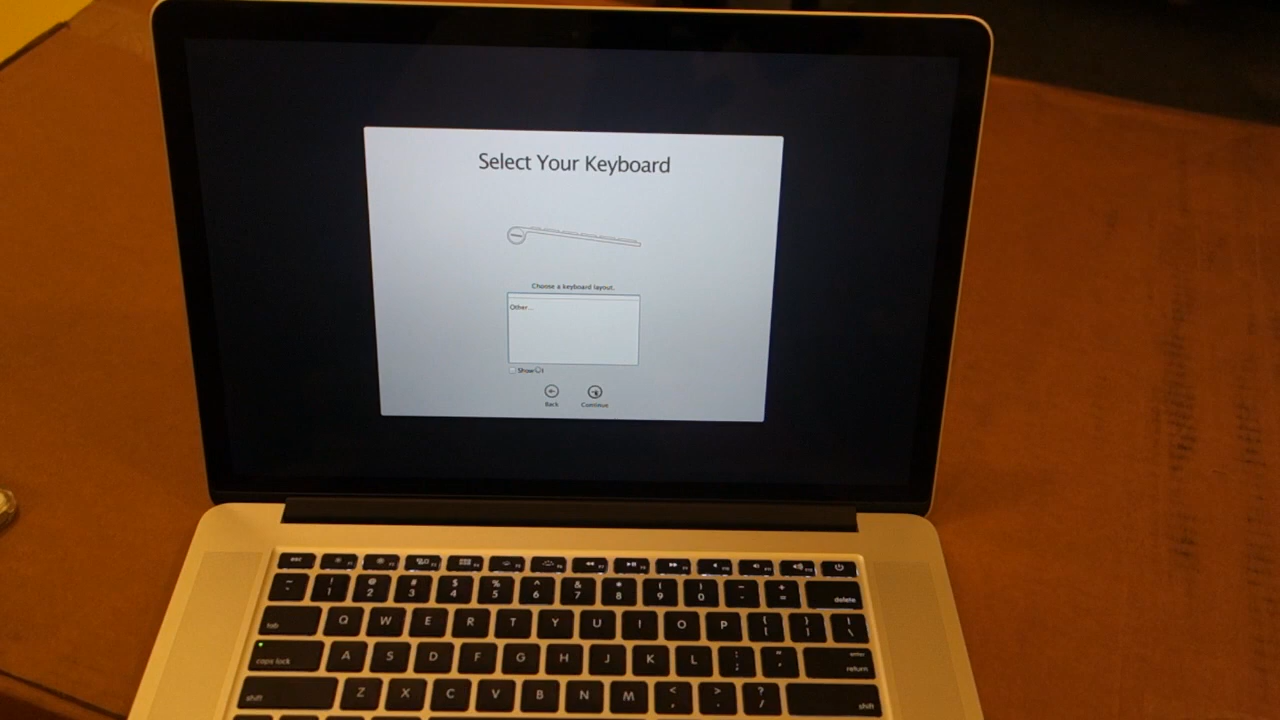 Select Your Keyboard
Choose a keyboard layout.
Other...
Show
Back Continue
esc
~ ! @ # $ % ^ & * ( ) - +
1 2 3 4 5 6 7 8 9 0 - = delete
tab Q W E R T Y U I O P { [ } ] | \
caps lock A S D F G H J K L : ; " ' enter return
shift Z X C V B N M < , > . ? / shift